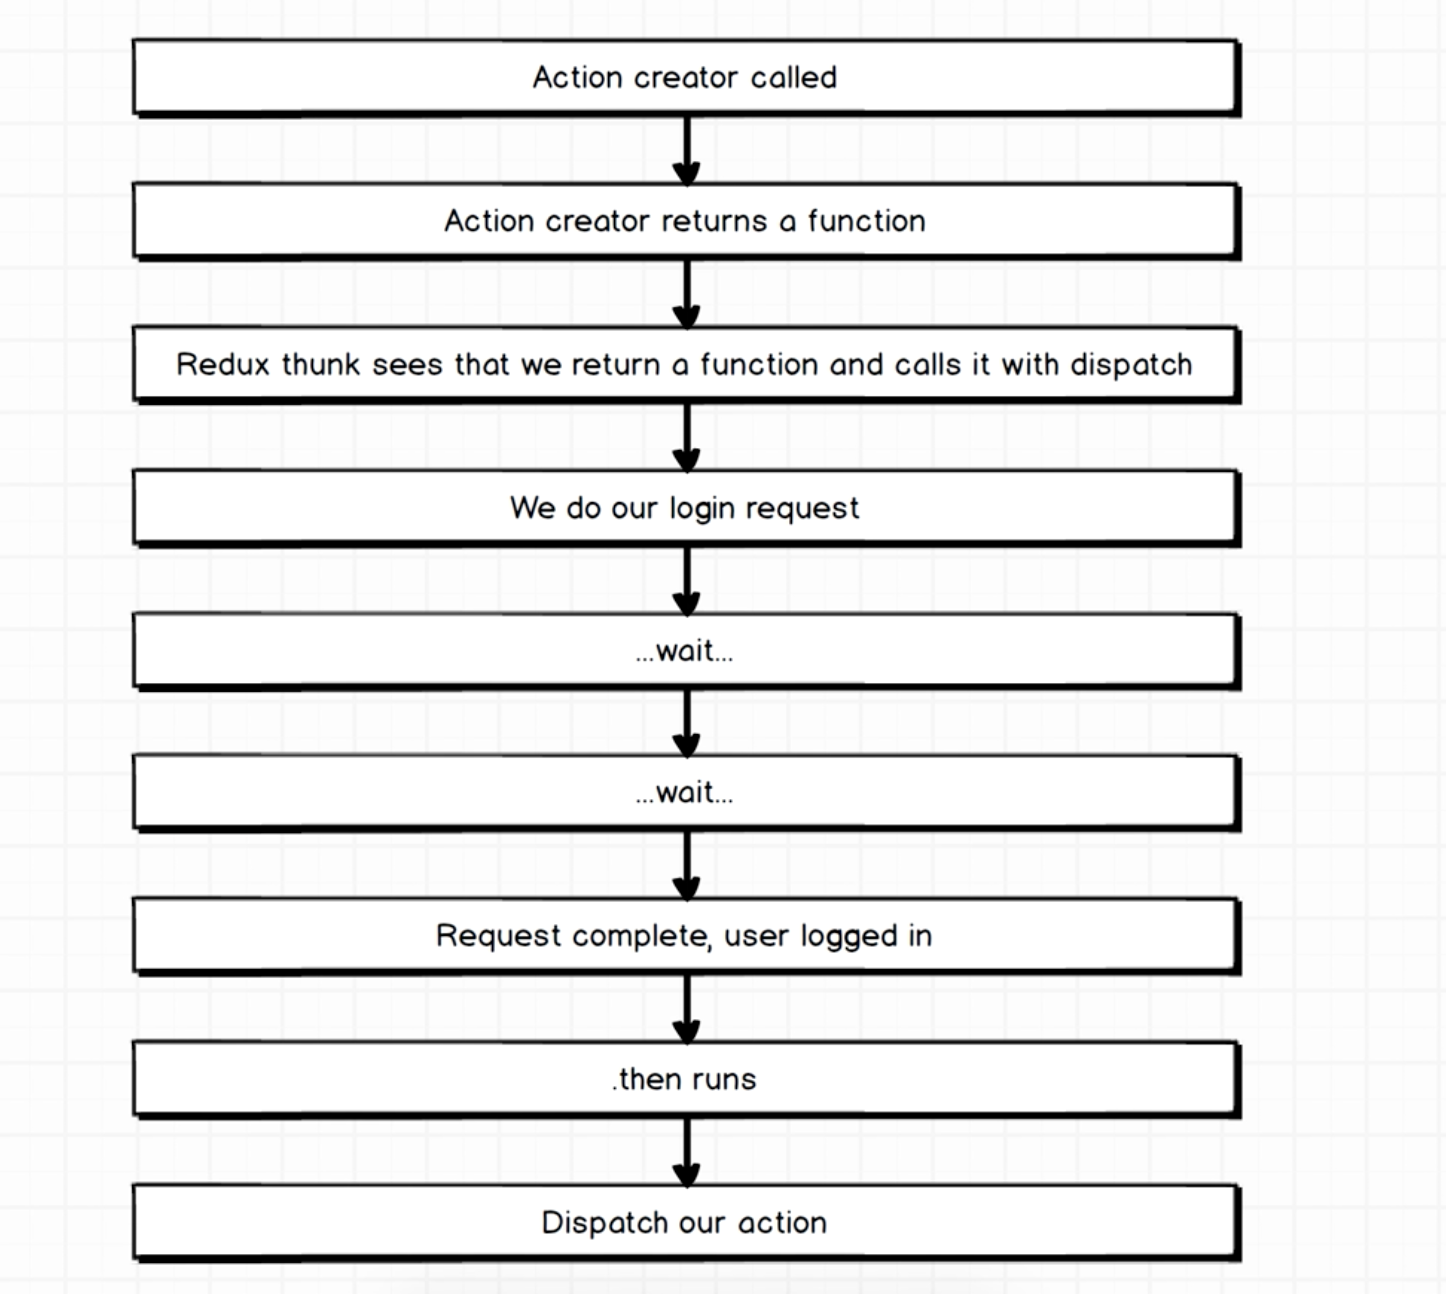 Action creator called
Action creator returns a function
Redux thunk sees that we return a function and calls it with dispatch
We do our login request
...wait...
...wait...
Request complete, user logged in
.then runs
Dispatch our action